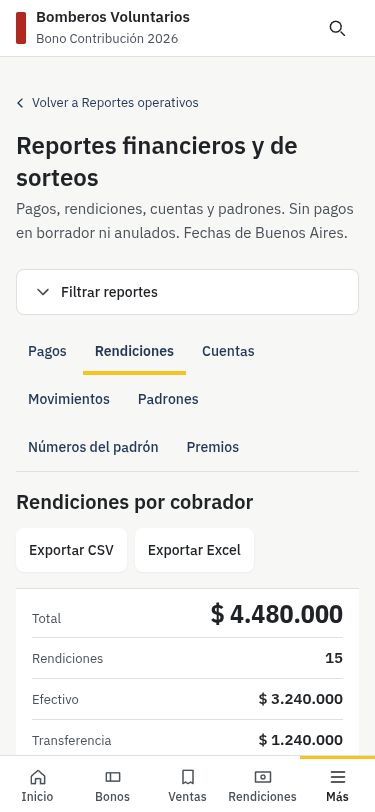 Bomberos Voluntarios
Bono Contribución 2026
Volver a Reportes operativos
Reportes financieros y de
sorteos
Pagos, rendiciones, cuentas y padrones. Sin pagos
en borrador ni anulados. Fechas de Buenos Aires.
Filtrar reportes
Pagos Rendiciones Cuentas
Movimientos Padrones
Números del padrón Premios
Rendiciones por cobrador
Exportar CSV Exportar Excel
Total $ 4.480.000
Rendiciones 15
Efectivo $ 3.240.000
Transferencia $ 1.240.000
Inicio Bonos Ventas Rendiciones Más